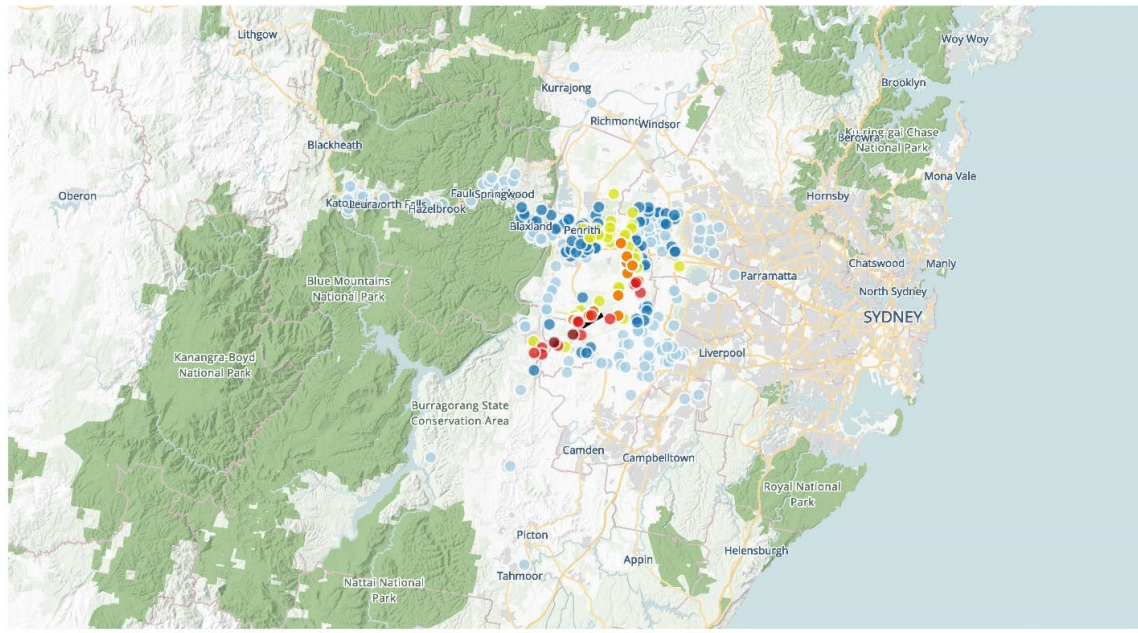 Woy Woy
Lithgow
Brooklyn
Kurrajong
Richmond
Windsor
Berowra
Ku-ring-gai Chase
National Park
Blackheath
Mona Vale
Springwood
Oberon
Hornsby
Hazelbrook
Blaxland
Penrith
Chatswood
Manly
Parramatta
Blue Mountains
National Park
North Sydney
SYDNEY
Liverpool
Kanangra-Boyd
National Park
Burragorang State
Conservation Area
Camden
Campbelltown
Royal National
Park
Picton
Helensburgh
Appin
Tahmoor
Nattai National
Park